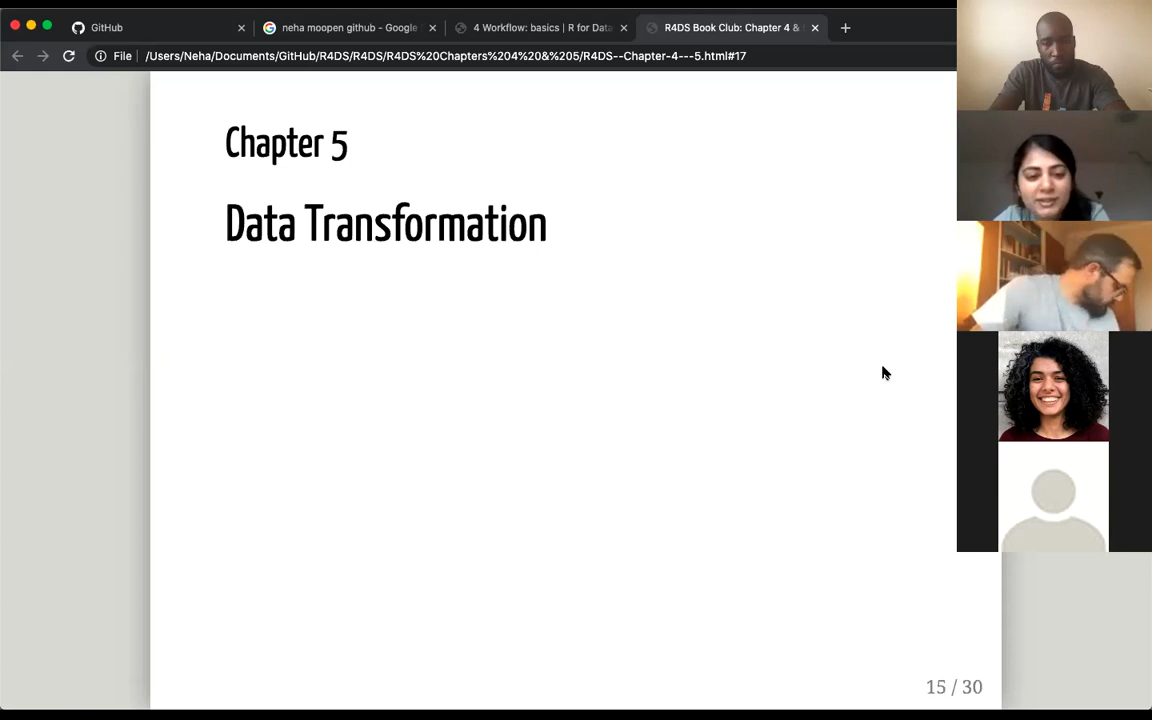 GitHub
neha moopen github - Google
4 Workflow: basics | R for Dat
R4DS Book Club: Chapter 4 &
File
/Users/Neha/Documents/GitHub/R4DS/R4DS/R4DS%20Chapters%204%20&%205/R4DS--Chapter-4---5.html#17
Chapter 5
Data Transformation
15 / 30